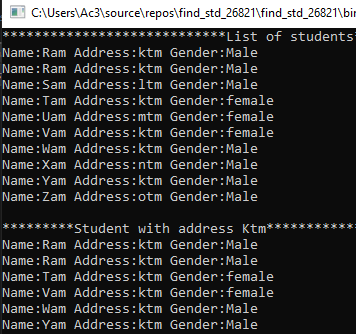 C:\Users\Ac3\source\repos\find_std_26821\find_std_26821\bin
****************************List of students*
Name:Ram Address:ktm Gender:Male
Name:Ram Address:ktm Gender:Male
Name:Sam Address:ltm Gender:Male
Name:Tam Address:ktm Gender:female
Name:Uam Address:mtm Gender:female
Name:Vam Address:ktm Gender:female
Name:Wam Address:ktm Gender:Male
Name:Xam Address:ntm Gender:Male
Name:Yam Address:ktm Gender:Male
Name:Zam Address:otm Gender:Male
*********Student with address Ktm***********
Name:Ram Address:ktm Gender:Male
Name:Ram Address:ktm Gender:Male
Name:Tam Address:ktm Gender:female
Name:Vam Address:ktm Gender:female
Name:Wam Address:ktm Gender:Male
Name:Yam Address:ktm Gender:Male